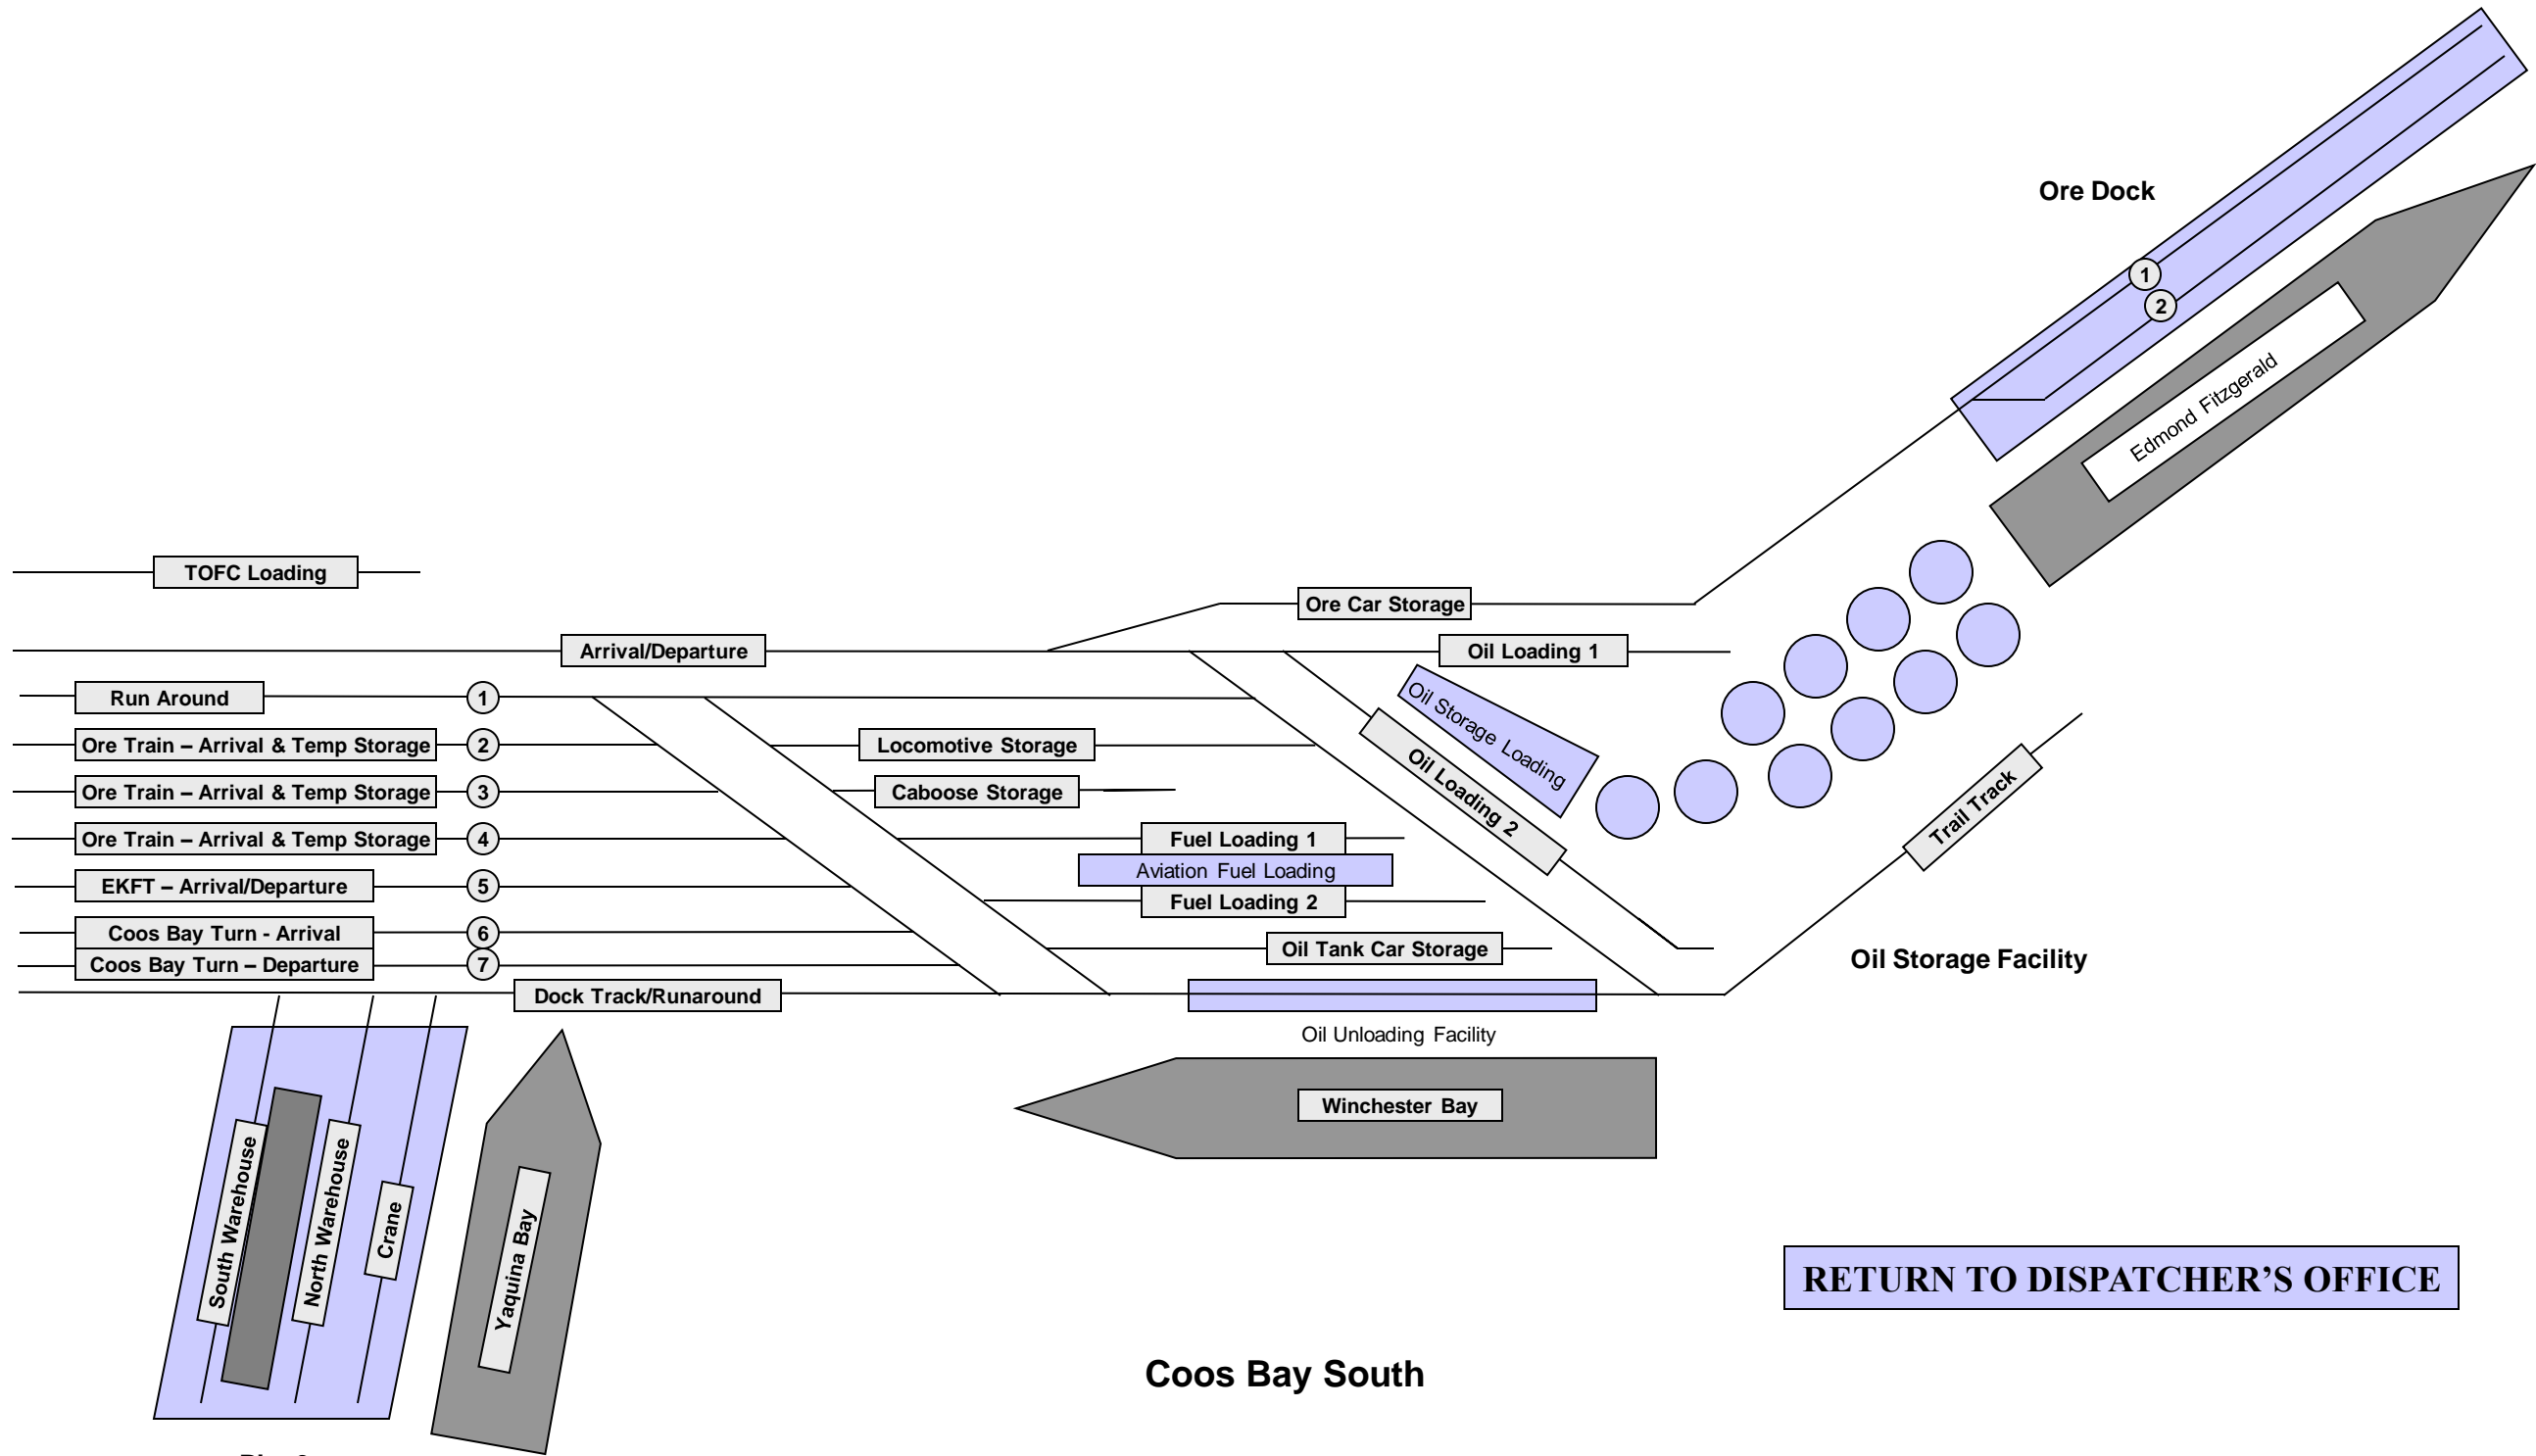 Ore Dock
1
2
Edmond Fitzgerald
TOFC Loading
Ore Car Storage
Arrival/Departure
Oil Loading 1
Run Around
1
Oil Storage Loading
Ore Train – Arrival & Temp Storage
2
Locomotive Storage
Oil Loading 2
Ore Train – Arrival & Temp Storage
3
Caboose Storage
Trail Track
Ore Train – Arrival & Temp Storage
4
Fuel Loading 1
Aviation Fuel Loading
EKFT – Arrival/Departure
5
Fuel Loading 2
Coos Bay Turn - Arrival
6
Oil Tank Car Storage
Oil Storage Facility
Coos Bay Turn – Departure
7
Dock Track/Runaround
Oil Unloading Facility
Winchester Bay
South Warehouse
North Warehouse
Crane
Yaquina Bay
RETURN TO DISPATCHER’S OFFICE
Coos Bay South